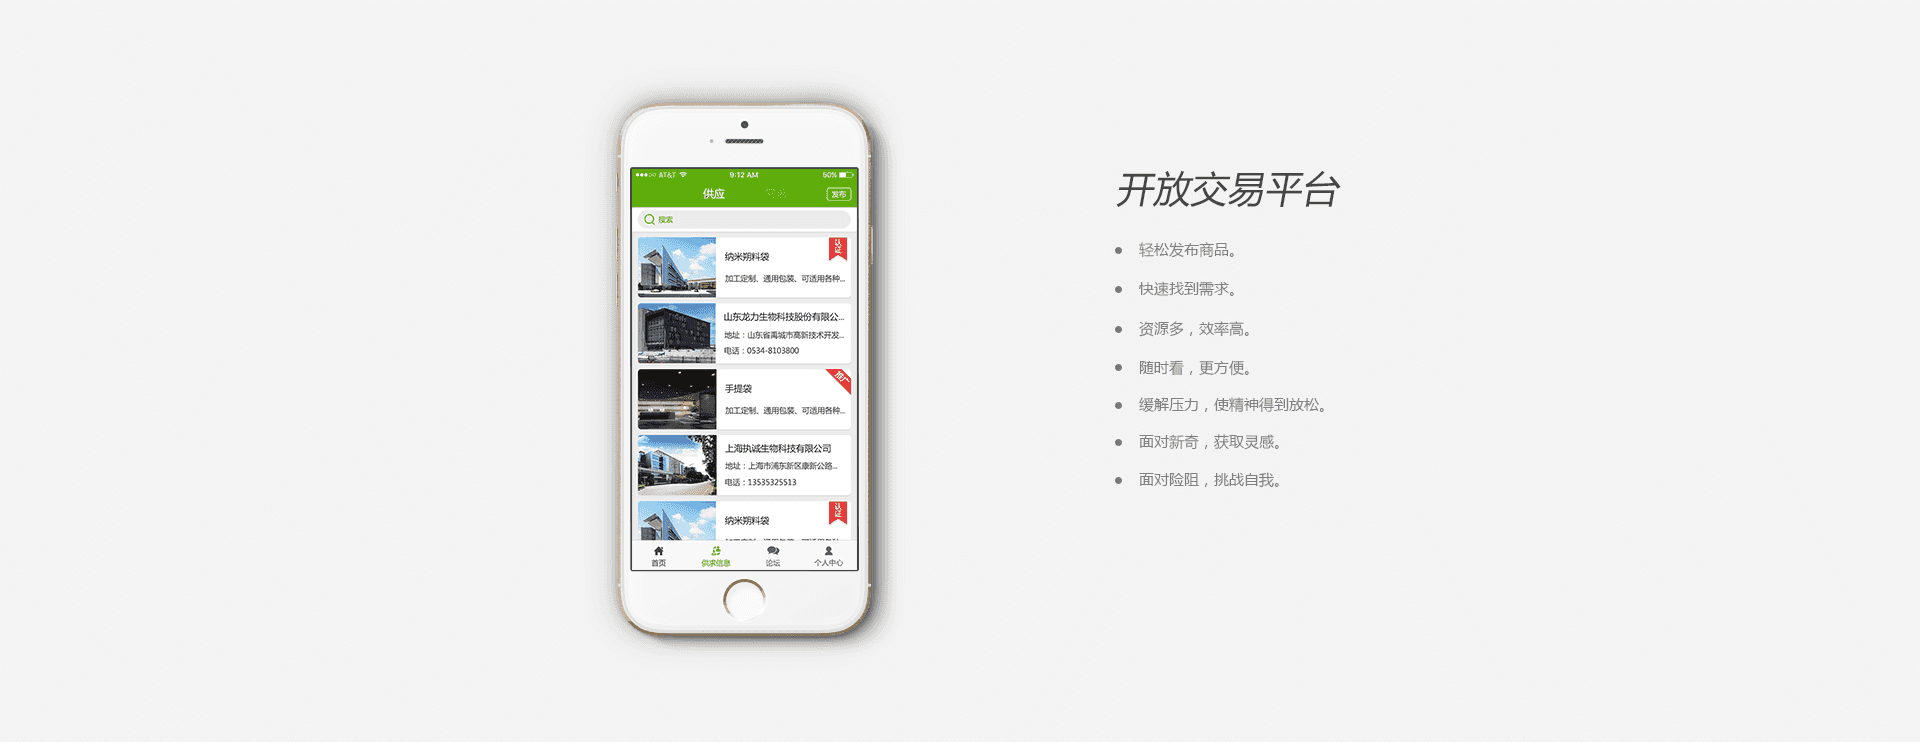 AT&T 9:12 AM 50%
供应
发布
搜索
纳米朔料袋
加工定制、通用包装、可适用各种...
山东龙力生物科技股份有限公...
地址：山东省禹城市高新技术开发...
电话：0534-8103800
手提袋
推广
加工定制、通用包装、可适用各种...
上海执诚生物科技有限公司
地址：上海市浦东新区康新公路...
电话：13535325513
纳米朔料袋
首页 供求信息 论坛 个人中心
开放交易平台
轻松发布商品。
快速找到需求。
资源多，效率高。
随时看，更方便。
缓解压力，使精神得到放松。
面对新奇，获取灵感。
面对险阻，挑战自我。